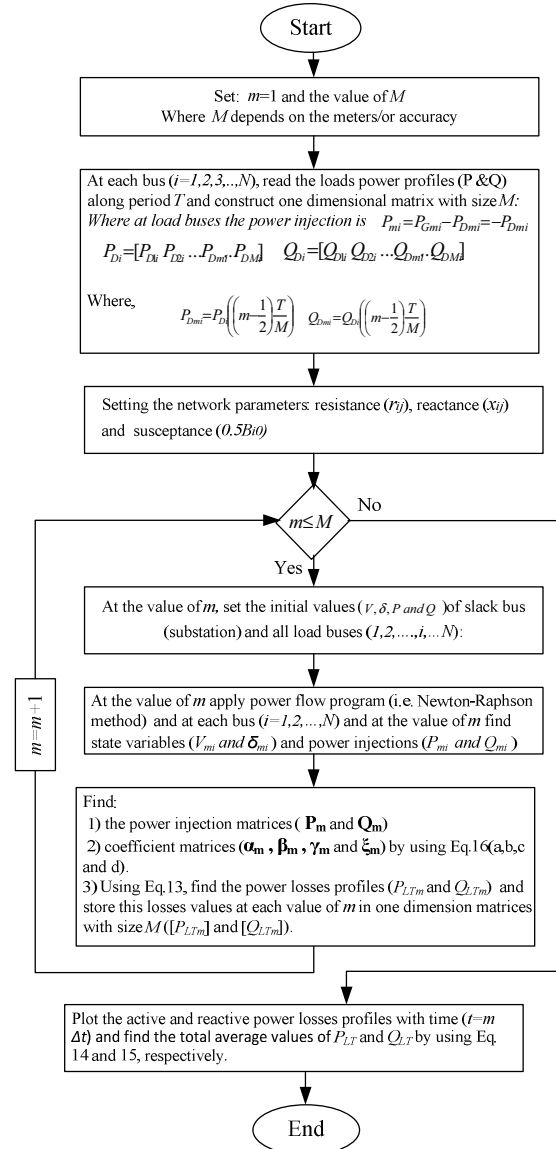 Start
Set: m=1 and the value of M
Where M depends on the meters/or accuracy
At each bus (i=1,2,3,..,N), read the loads power profiles (P &Q)
along period T and construct one dimensional matrix with size M:
Where at load buses the power injection is P_mi=P_Gmi−P_Dmi=−P_Dmi
P_Di=[P_D1i P_D2i ...P_Dmi..P_DMi] Q_Di=[Q_D1i Q_D2i ...Q_Dmi..Q_DMi]
Where,
P_Dmi=P_Di((m−1/2)T/M) Q_Dmi=Q_Di((m−1/2)T/M)
Setting the network parameters: resistance (r_ij), reactance (x_ij)
and susceptance (0.5B_i0)
m≤M
No
Yes
At the value of m, set the initial values (V,δ,P and Q) of slack bus
(substation) and all load buses (1,2,....,i,...N):
m=m+1
At the value of m apply power flow program (i.e. Newton-Raphson
method) and at each bus (i=1,2,...,N) and at the value of m find
state variables (V_mi and δ_mi) and power injections (P_mi and Q_mi)
Find:
1) the power injection matrices ( P_m and Q_m)
2) coefficient matrices (α_m , β_m , γ_m and ξ_m) by using Eq.16(a,b,c
and d).
3) Using Eq.13, find the power losses profiles (P_LTm and Q_LTm) and
store this losses values at each value of m in one dimension matrices
with size M ([P_LTm] and [Q_LTm]).
Plot the active and reactive power losses profiles with time (t=m
Δt) and find the total average values of P_LT and Q_LT by using Eq.
14 and 15, respectively.
End